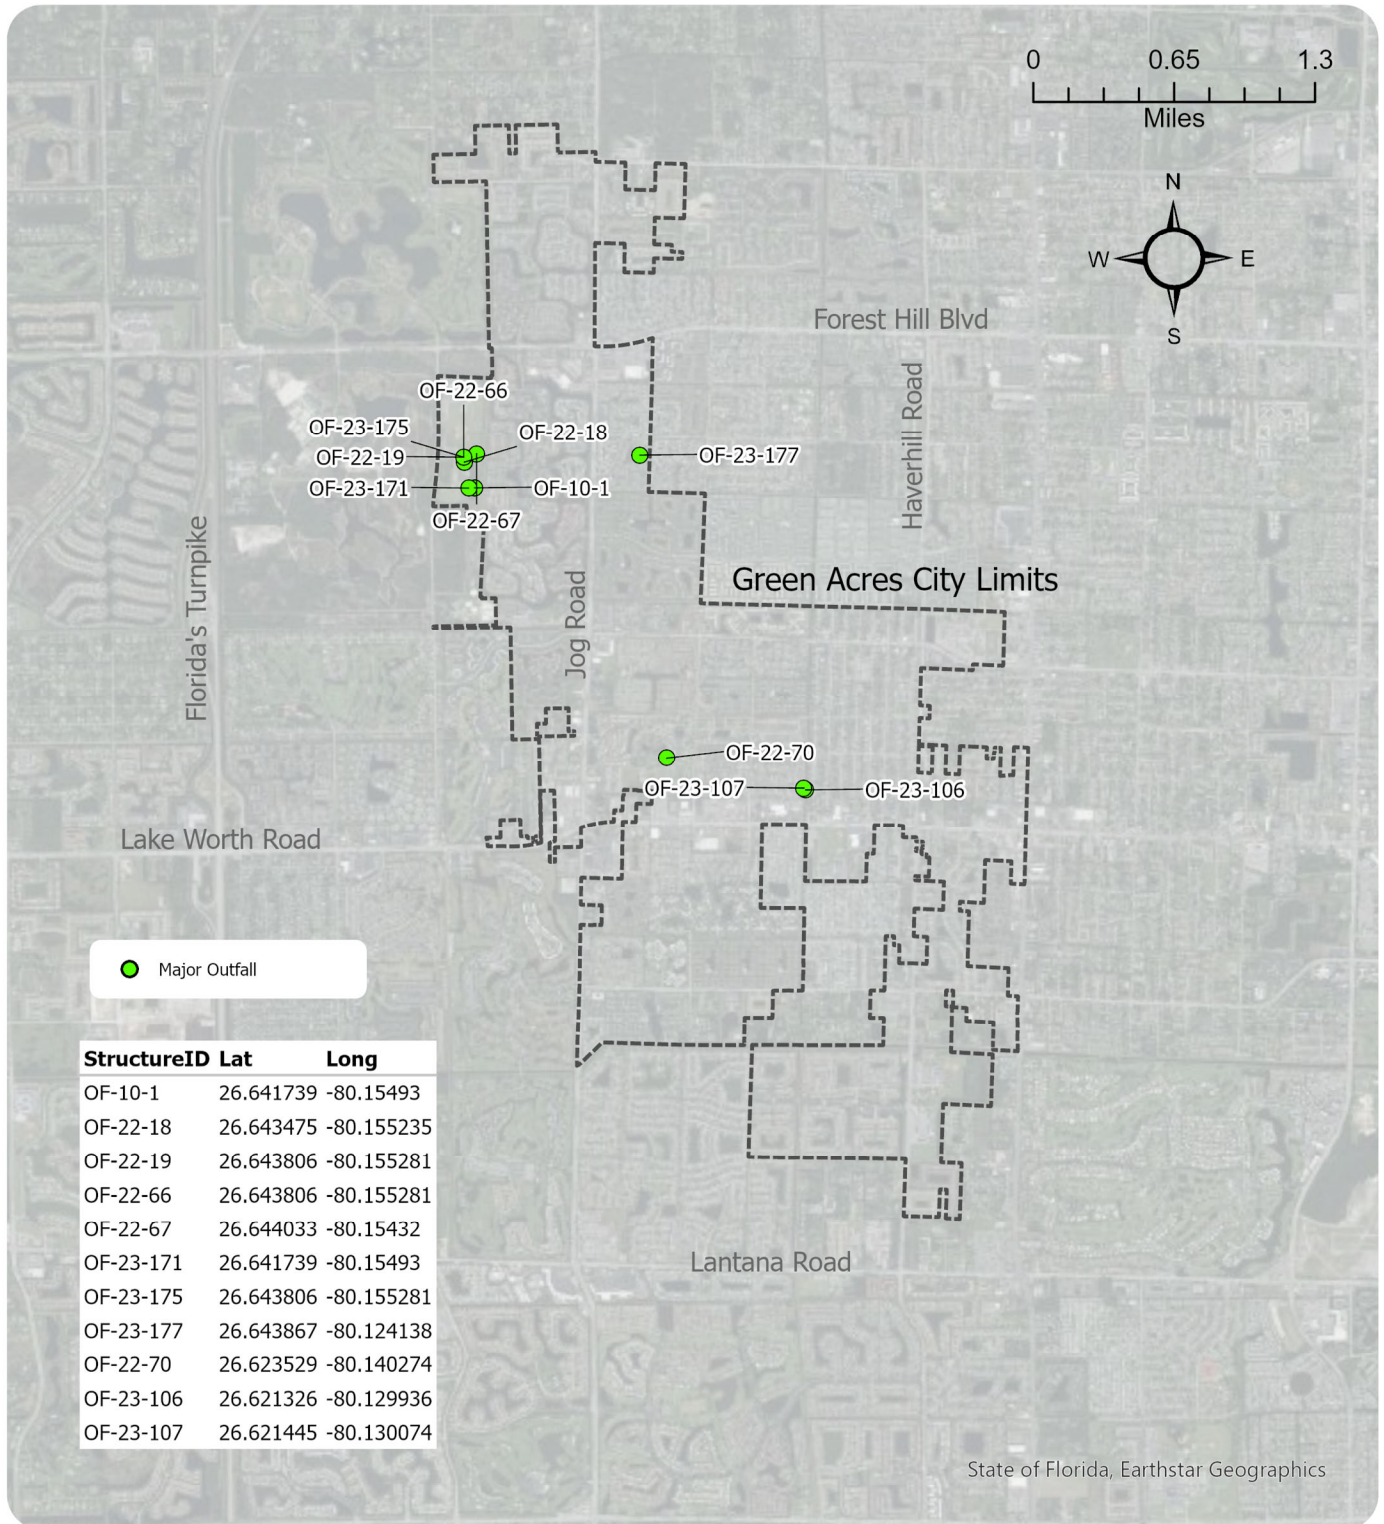 0 0.65 1.3
Miles
N
W E
S
Forest Hill Blvd
Haverhill Road
OF-22-66
OF-23-175
OF-22-18
OF-22-19
OF-23-177
OF-23-171
OF-10-1
OF-22-67
Florida's Turnpike
Jog Road
Green Acres City Limits
OF-22-70
OF-23-107
OF-23-106
Lake Worth Road
Major Outfall
StructureID Lat Long
OF-10-1 26.641739 -80.15493
OF-22-18 26.643475 -80.155235
OF-22-19 26.643806 -80.155281
OF-22-66 26.643806 -80.155281
OF-22-67 26.644033 -80.15432
OF-23-171 26.641739 -80.15493
OF-23-175 26.643806 -80.155281
OF-23-177 26.643867 -80.124138
OF-22-70 26.623529 -80.140274
OF-23-106 26.621326 -80.129936
OF-23-107 26.621445 -80.130074
Lantana Road
State of Florida, Earthstar Geographics